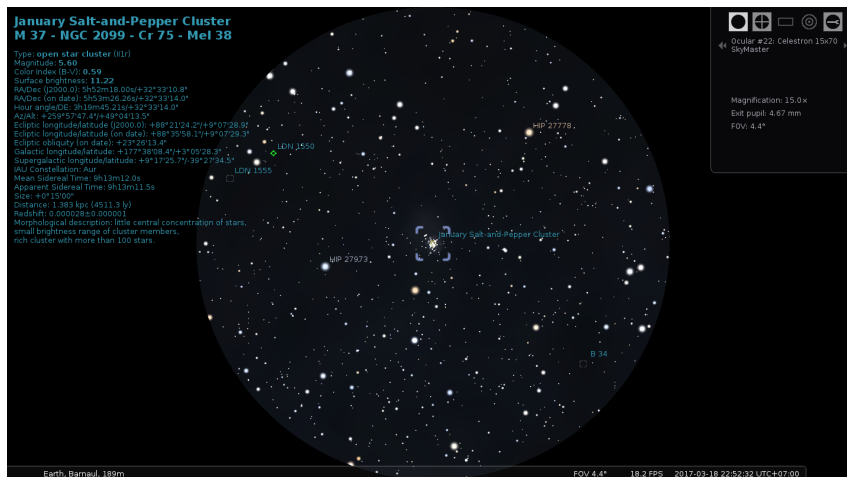 January Salt-and-Pepper Cluster
M 37 - NGC 2099 - Cr 75 - Mel 38
Type: open star cluster (II1r)
Magnitude: 5.60
Color Index (B-V): 0.59
Surface brightness: 11.22
RA/Dec (J2000.0): 5h52m18.00s/+32°33'10.8"
RA/Dec (on date): 5h53m26.26s/+32°33'14.0"
Hour angle/DE: 3h19m45.21s/+32°33'14.0"
Az/Alt: +259°57'47.4"/+49°04'13.5"
Ecliptic longitude/latitude (J2000.0): +88°21'24.2"/+9°07'28.9"
Ecliptic longitude/latitude (on date): +88°35'58.1"/+9°07'29.3"
Ecliptic obliquity (on date): +23°26'13.4"
Galactic longitude/latitude: +177°38'08.4"/+3°05'28.3"
Supergalactic longitude/latitude: +9°17'25.7"/-39°27'34.5"
IAU Constellation: Aur
Mean Sidereal Time: 9h13m12.0s
Apparent Sidereal Time: 9h13m11.5s
Size: +0°15'00"
Distance: 1.383 kpc (4511.3 ly)
Redshift: 0.000028±0.000001
Morphological description: little central concentration of stars,
small brightness range of cluster members,
rich cluster with more than 100 stars.
Ocular #22: Celestron 15x70
SkyMaster
Magnification: 15.0×
Exit pupil: 4.67 mm
FOV: 4.4°
HIP 27778
LDN 1550
LDN 1555
January Salt-and-Pepper Cluster
HIP 27973
B 34
Earth, Barnaul, 189m
FOV 4.4°
18.2 FPS
2017-03-18 22:52:32 UTC+07:00